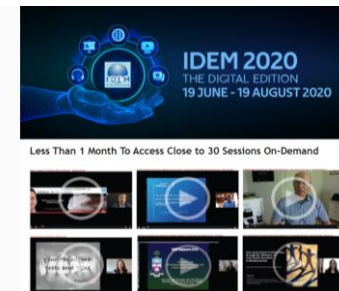 IDEM
IDEM 2020
THE DIGITAL EDITION
19 JUNE - 19 AUGUST 2020
Less Than 1 Month To Access Close to 30 Sessions On-Demand